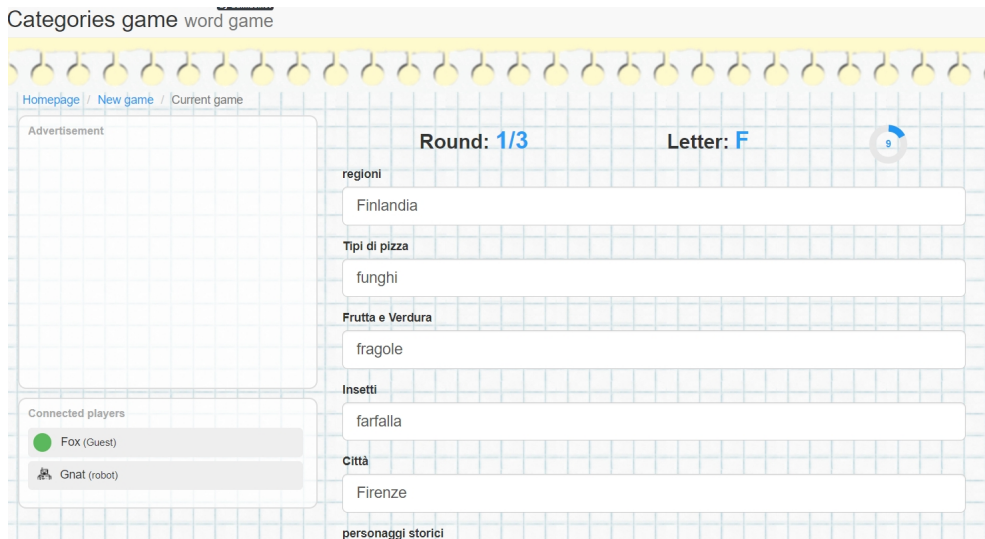 Categories game word game
Homepage / New game / Current game
Advertisement
Round: 1/3
Letter: F
9
regioni
Finlandia
Tipi di pizza
funghi
Frutta e Verdura
fragole
Insetti
farfalla
Connected players
Fox (Guest)
Gnat (robot)
Città
Firenze
personaggi storici